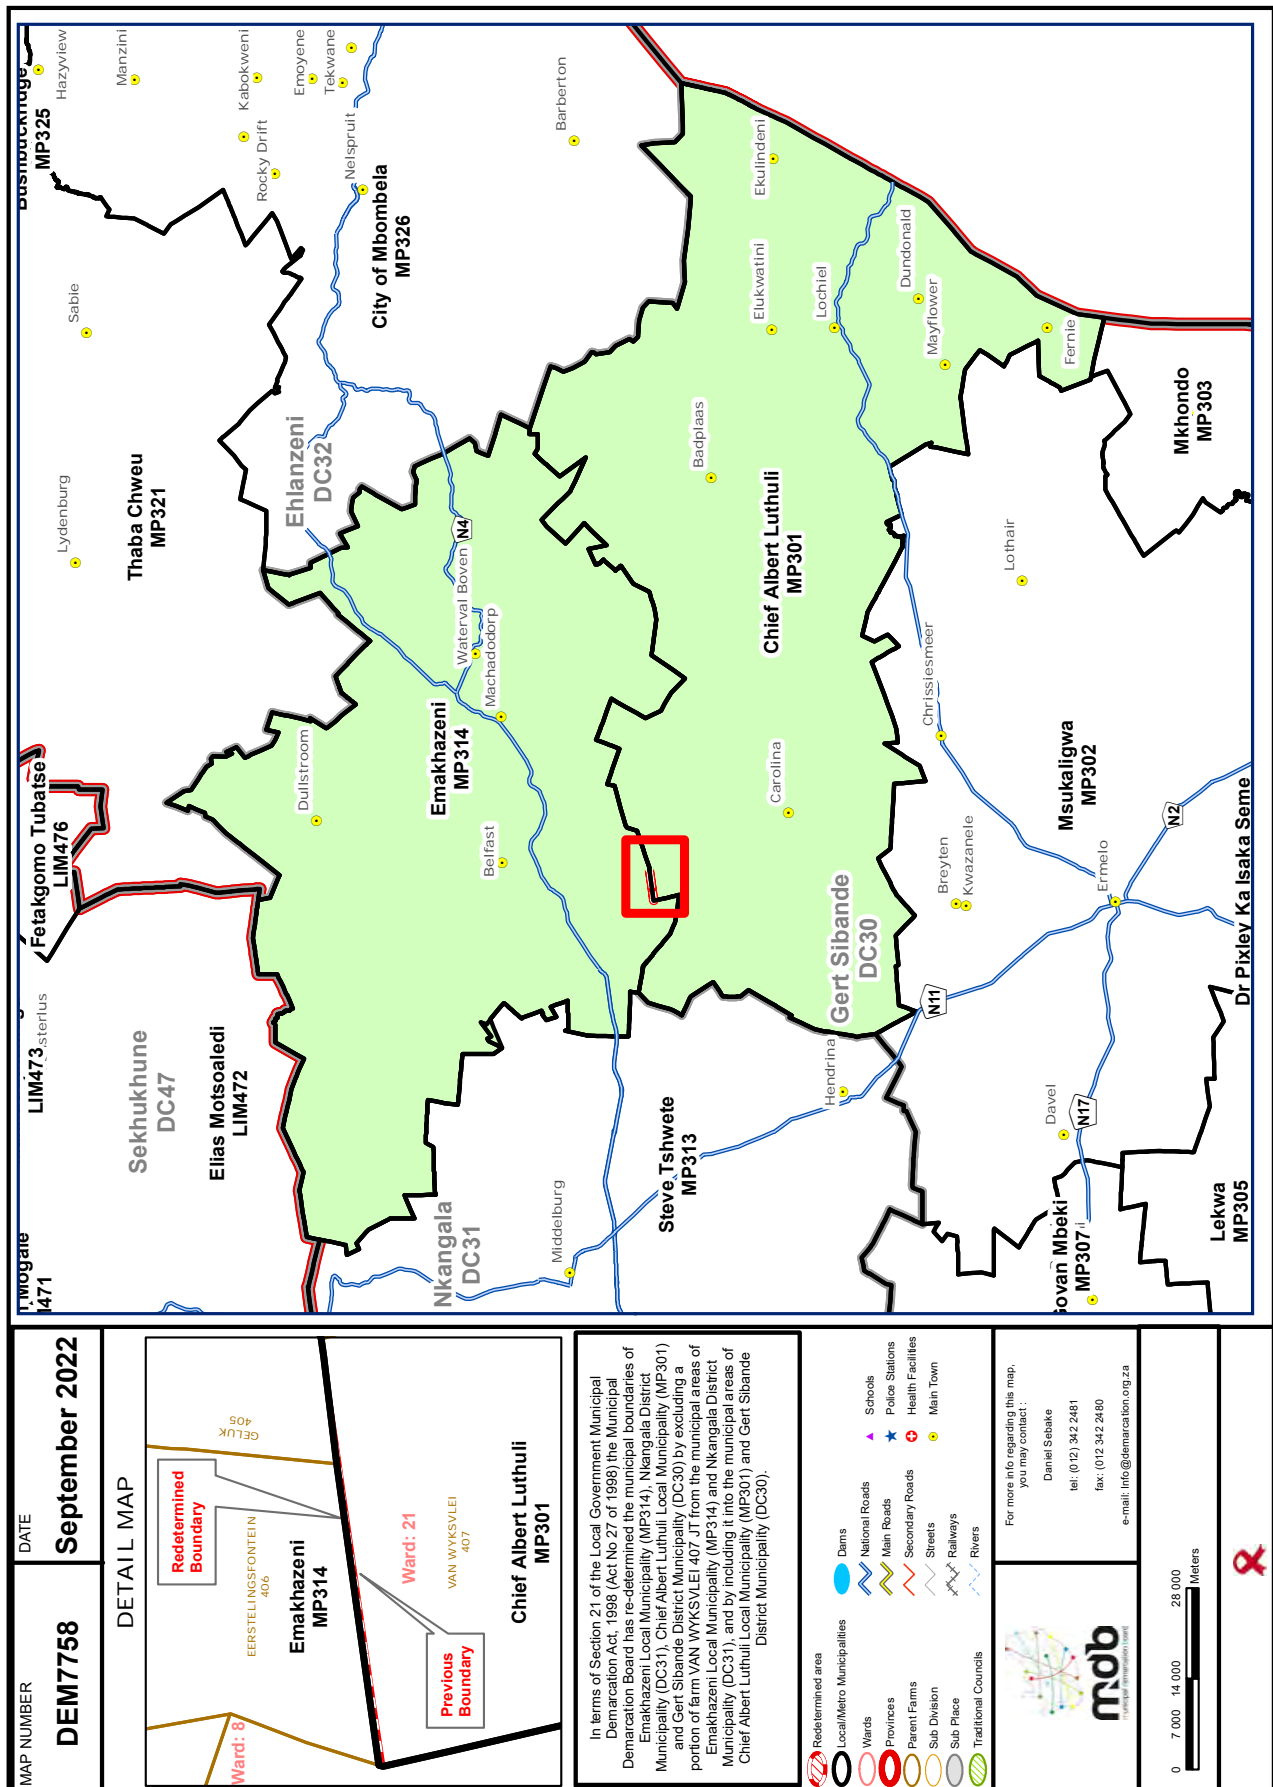 MAP NUMBER
DEM7758
DATE
September 2022
DETAIL MAP
Ward: 8
EERSTELINGSFONTEIN
406
Emakhazeni
MP314
Redetermined
Boundary
GELUK
405
Previous
Boundary
Ward: 21
VAN WYKSVLEI
407
Chief Albert Luthuli
MP301
In terms of Section 21 of the Local Government Municipal
Demarcation Act, 1998 (Act No 27 of 1998) the Municipal
Demarcation Board has re-determined the municipal boundaries of
Emakhazeni Local Municipality (MP314), Nkangala District
Municipality (DC31), Chief Albert Luthuli Local Municipality (MP301)
and Gert Sibande District Municipality (DC30) by excluding a
portion of farm VAN WYKSVLEI 407 JT from the municipal areas of
Emakhazeni Local Municipality (MP314) and Nkangala District
Municipality (DC31), and by including it into the municipal areas of
Chief Albert Luthuli Local Municipality (MP301) and Gert Sibande
District Municipality (DC30).
Redetermined area
Local/Metro Municipalities
Wards
Provinces
Parent Farms
Sub Division
Sub Place
Traditional Councils
Dams
National Roads
Main Roads
Secondary Roads
Streets
Railways
Rivers
Schools
Police Stations
Health Facilities
Main Town
mdb
For more info regarding this map,
you may contact :
Daniel Sebake
tel: (012) 342 2481
fax: (012 342 2480
e-mail: Info@demarcation.org.za
0 7 000 14 000 28 000
Meters
Mogale
LIM473
sterlus
Fetakgomo Tubatse
LIM476
Bushbuckridge
MP325
Hazyview
Manzini
Kabokweni
Emoyene
Tekwane
Rocky Drift
Nelspruit
Sabie
Lydenburg
Thaba Chweu
MP321
City of Mbombela
MP326
Barberton
Ehlanzeni
DC32
Sekhukhune
DC47
Elias Motsoaledi
LIM472
Dullstroom
Emakhazeni
MP314
Belfast
Machadodorp
Waterval Boven
N4
Nkangala
DC31
Middelburg
Steve Tshwete
MP313
Hendrina
Gert Sibande
DC30
Carolina
Chief Albert Luthuli
MP301
Badplaas
Elukwatini
Ekulindeni
Lochiel
Dundonald
Mayflower
Fernie
Mkhondo
MP303
Lothair
Chrissiesmeer
Msukaligwa
MP302
Breyten
Kwazanele
Ermelo
N11
N2
N17
Davel
Govan Mbeki
MP307
Lekwa
MP305
Dr Pixley Ka Isaka Seme